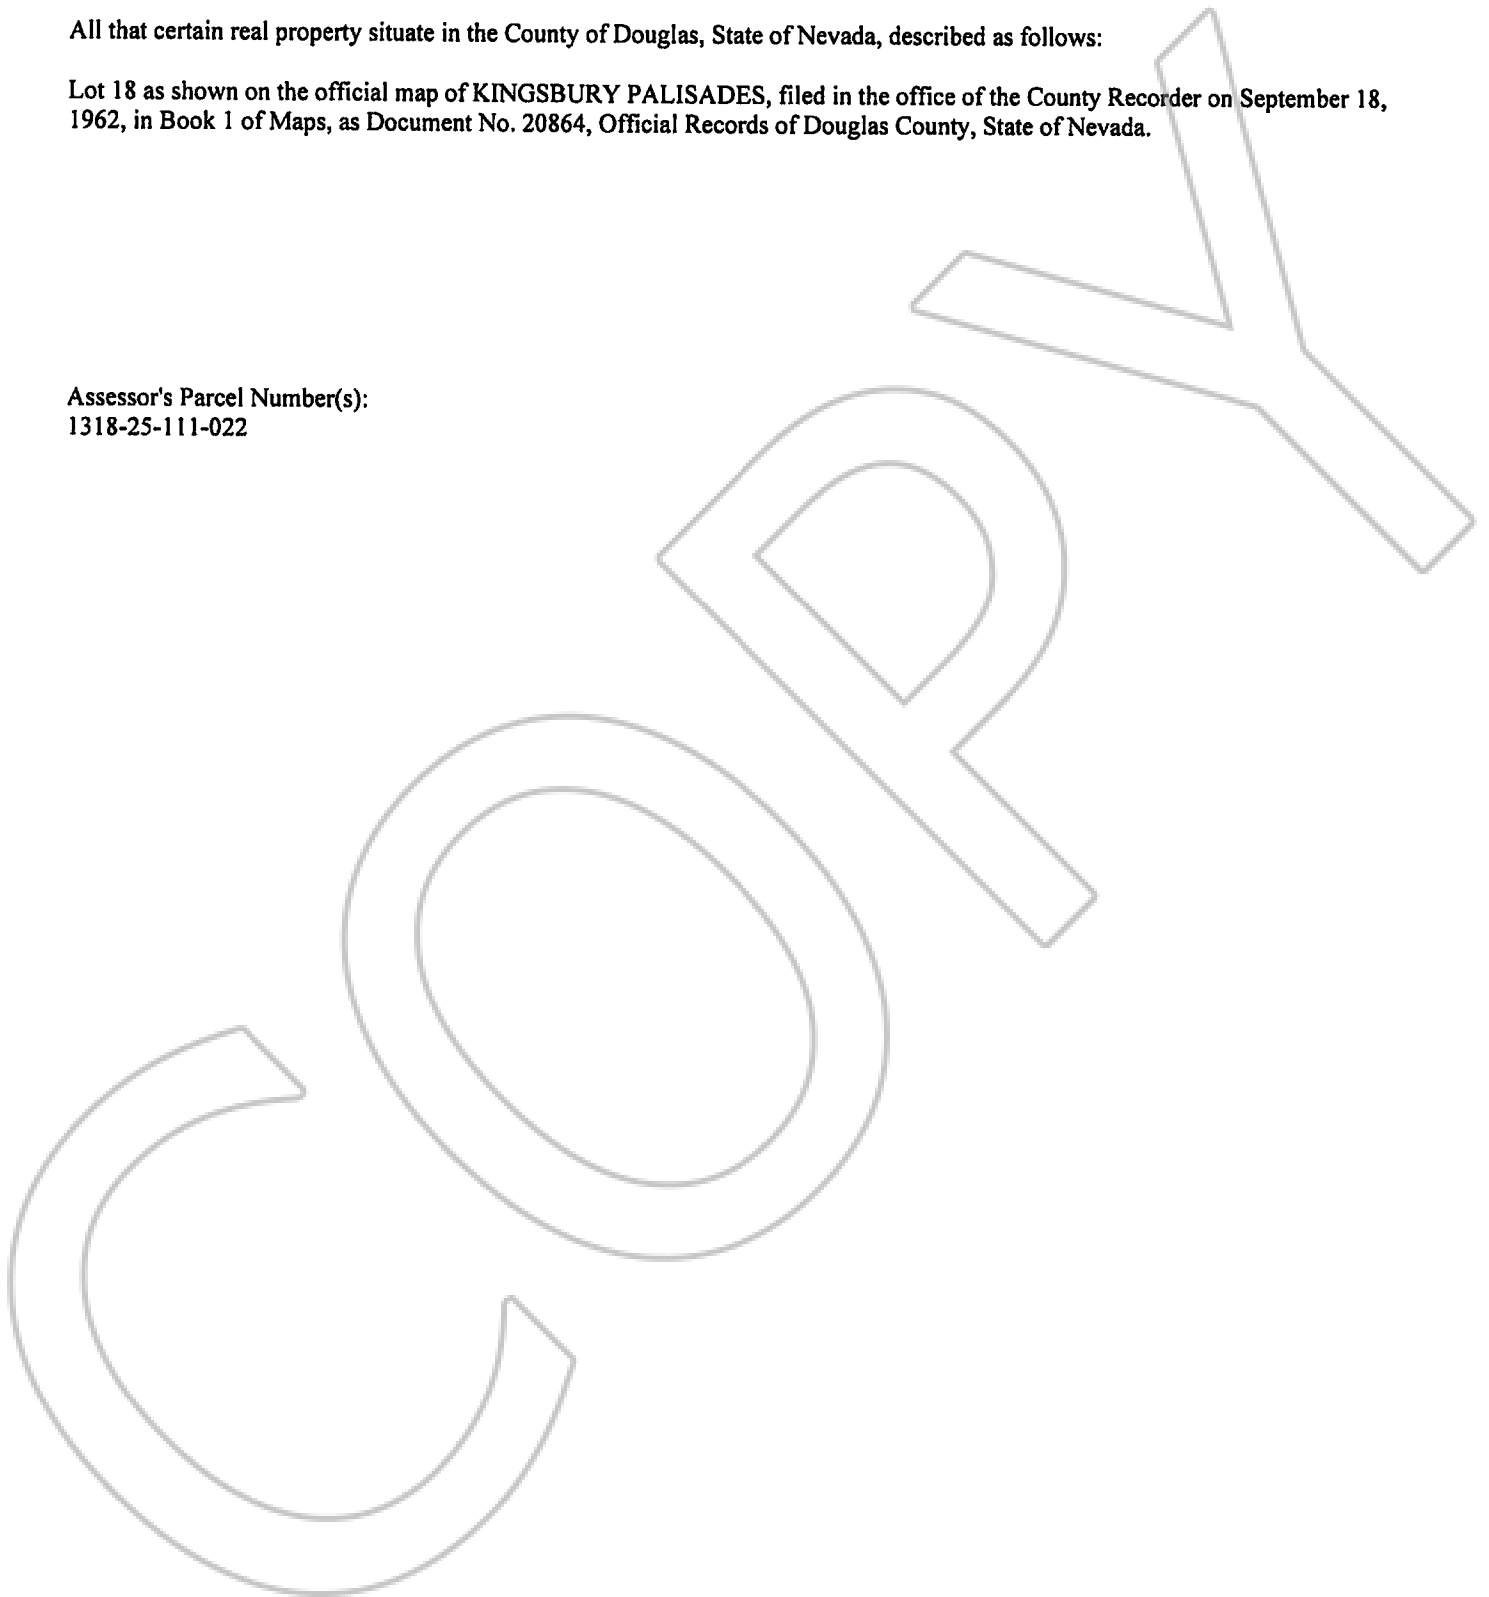 All that certain real property situate in the County of Douglas, State of Nevada, described as follows:
Lot 18 as shown on the official map of KINGSBURY PALISADES, filed in the office of the County Recorder on September 18,
1962, in Book 1 of Maps, as Document No. 20864, Official Records of Douglas County, State of Nevada.
Assessor's Parcel Number(s):
1318-25-111-022
COPY